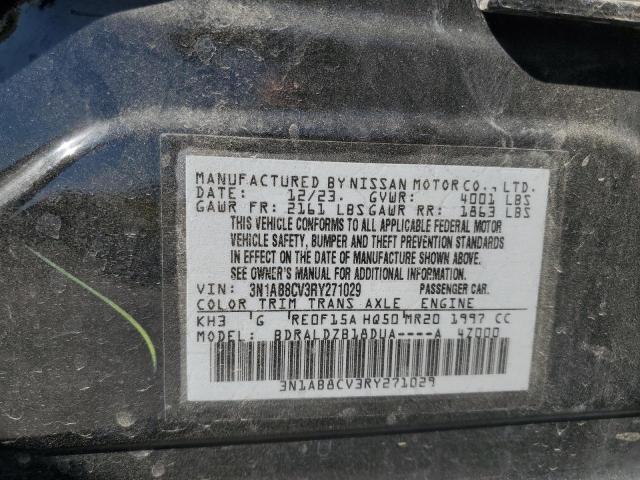 MANUFACTURED BY NISSAN MOTOR CO., LTD.
DATE: 12/23. GVWR: 4001 LBS
GAWR FR: 2161 LBS GAWR RR: 1863 LBS
THIS VEHICLE CONFORMS TO ALL APPLICABLE FEDERAL MOTOR
VEHICLE SAFETY, BUMPER AND THEFT PREVENTION STANDARDS
IN EFFECT ON THE DATE OF MANUFACTURE SHOWN ABOVE.
SEE OWNER'S MANUAL FOR ADDITIONAL INFORMATION.
VIN: 3N1AB8CV3RY271029 PASSENGER CAR.
COLOR TRIM TRANS AXLE ENGINE
KH3 G RE0F15A HQ50 MR20 1997 CC
MODEL: BDRALDZB18DUA----A 47000
3N1AB8CV3RY271029